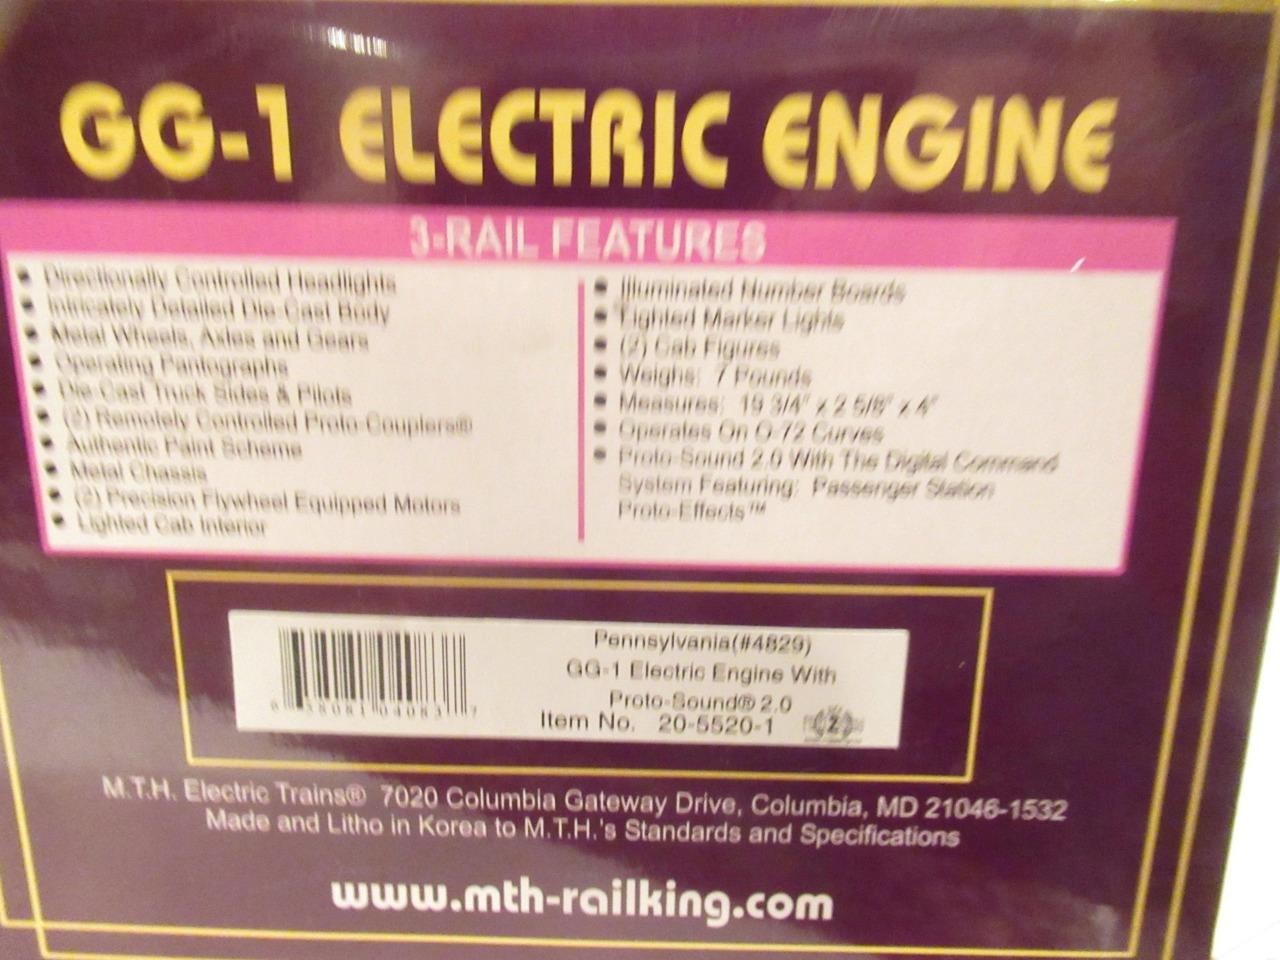 GG-1 ELECTRIC ENGINE
3-RAIL FEATURES
• Directionally Controlled Headlights
• Intricately Detailed Die-Cast Body
• Metal Wheels, Axles and Gears
• Operating Pantographs
• Die-Cast Truck Sides & Pilots
• (2) Remotely Controlled Proto-Couplers®
• Authentic Paint Scheme
• Metal Chassis
• (2) Precision Flywheel Equipped Motors
• Lighted Cab Interior
• Illuminated Number Boards
• Lighted Marker Lights
• (2) Cab Figures
• Weighs: 7 Pounds
• Measures: 19 3/4" x 2 5/8" x 4"
• Operates On O-72 Curves
• Proto-Sound 2.0 With The Digital Command
System Featuring: Passenger Station
Proto-Effects™
Pennsylvania(#4829)
GG-1 Electric Engine With
Proto-Sound® 2.0
Item No. 20-5520-1
M.T.H. Electric Trains® 7020 Columbia Gateway Drive, Columbia, MD 21046-1532
Made and Litho in Korea to M.T.H.'s Standards and Specifications
www.mth-railking.com